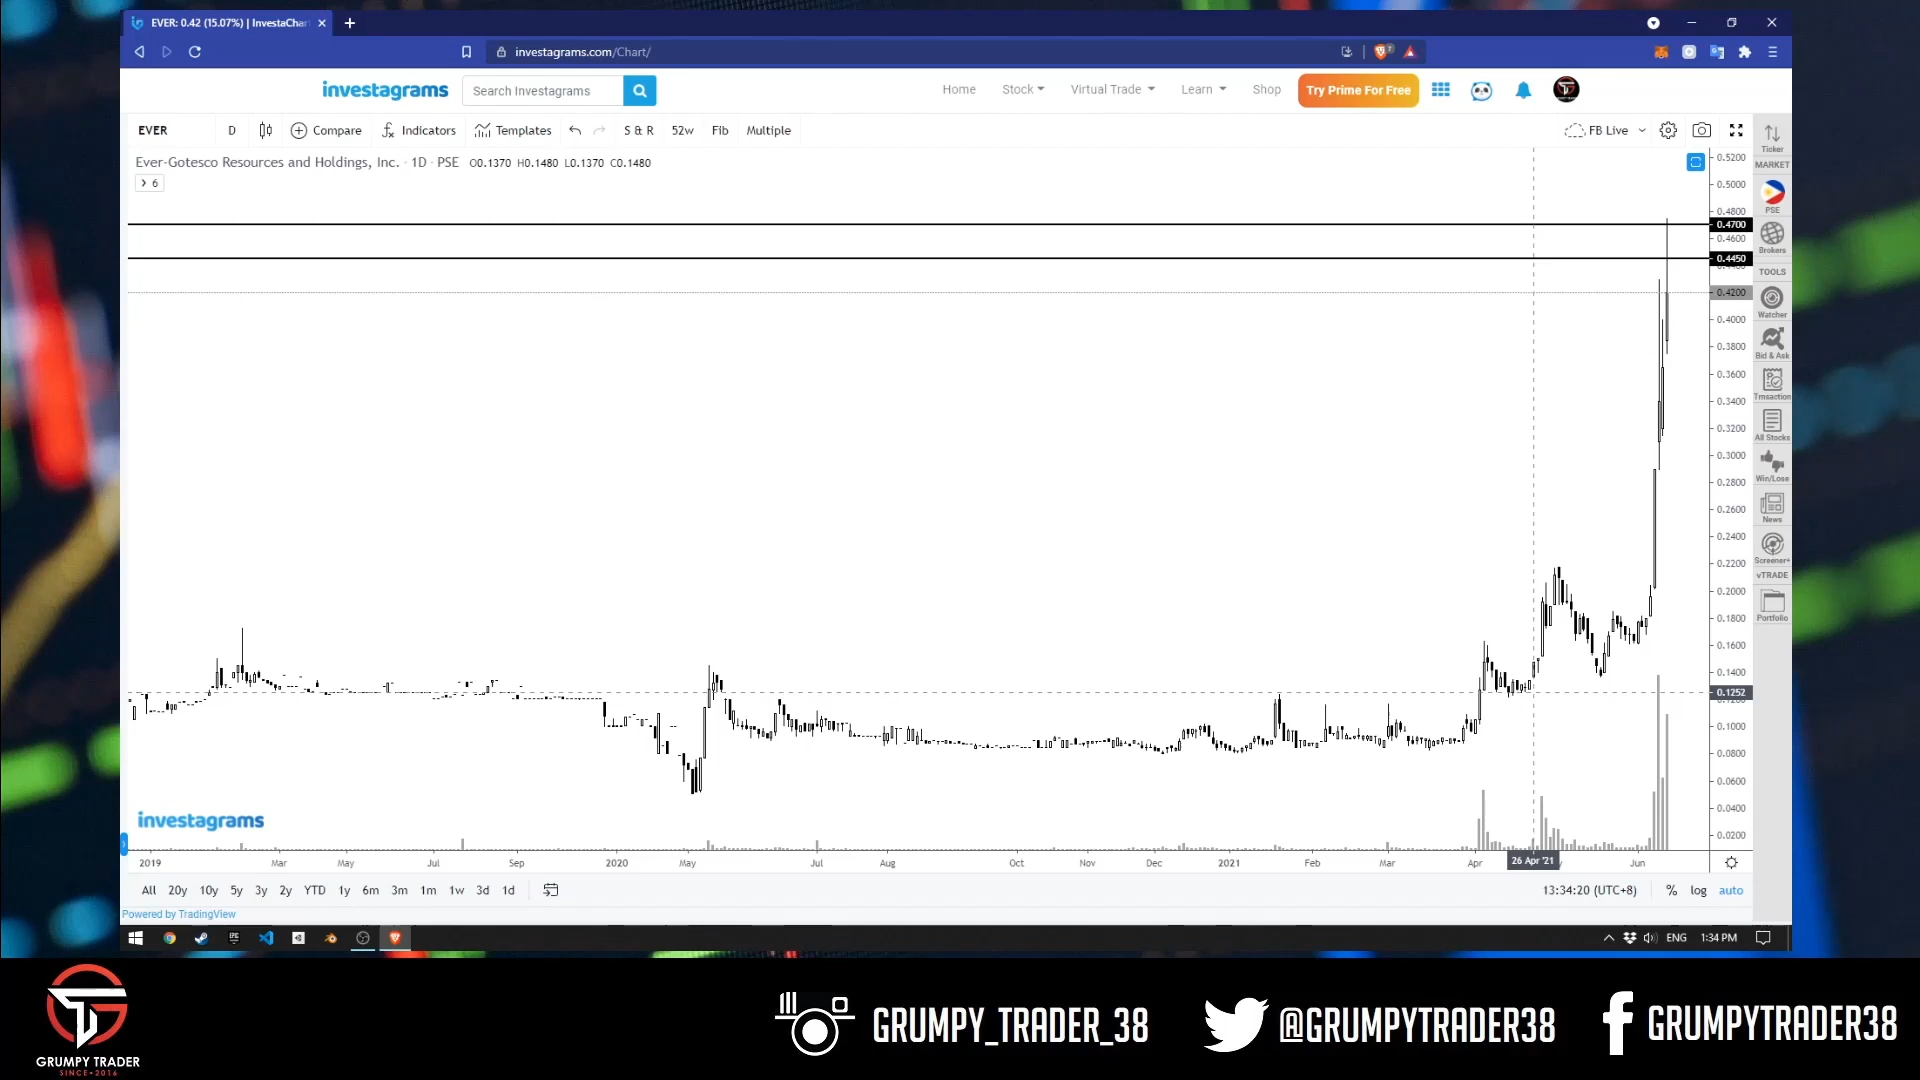 EVER: 0.42 (15.07%) | InvestaChar
investagrams.com/Chart/
investagrams
Search Investagrams
Home
Stock
Virtual Trade
Learn
Shop
Try Prime For Free
EVER
D
Compare
Indicators
Templates
S & R
52w
Fib
Multiple
FB Live
Ever-Gotesco Resources and Holdings, Inc. · 1D · PSE O0.1370 H0.1480 L0.1370 C0.1480
6
0.5200
0.5000
0.4800
0.4700
0.4600
0.4450
0.4200
0.4000
0.3800
0.3600
0.3400
0.3200
0.3000
0.2800
0.2600
0.2400
0.2200
0.2000
0.1800
0.1600
0.1400
0.1252
0.1000
0.0800
0.0600
0.0400
0.0200
Ticker
MARKET
PSE
Brokers
TOOLS
Watcher
Bid & Ask
Trnsaction
All Stocks
Win/Lose
News
Screener+
vTRADE
Portfolio
investagrams
2019 Mar May Jul Sep 2020 May Jul Aug Oct Nov Dec 2021 Feb Mar Apr 26 Apr '21 Jun
All 20y 10y 5y 3y 2y YTD 1y 6m 3m 1m 1w 3d 1d
13:34:20 (UTC+8) % log auto
Powered by TradingView
ENG 1:34 PM
GRUMPY TRADER
SINCE·2016
GRUMPY_TRADER_38
@GRUMPYTRADER38
GRUMPYTRADER38